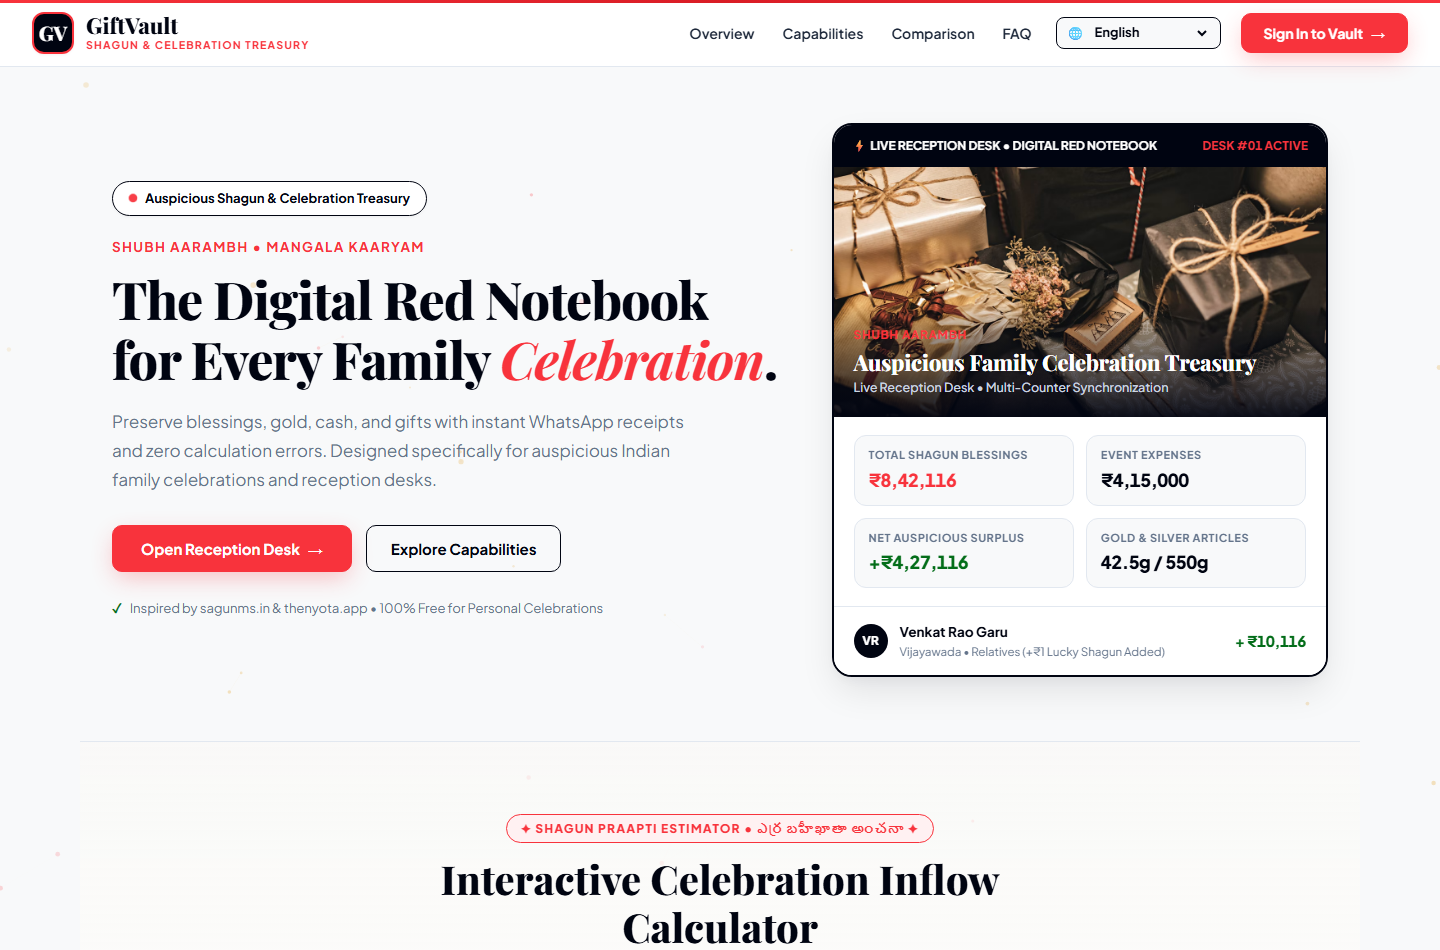 GV
GiftVault
SHAGUN & CELEBRATION TREASURY
Overview
Capabilities
Comparison
FAQ
English
Sign In to Vault →
Auspicious Shagun & Celebration Treasury
SHUBH AARAMBH • MANGALA KAARYAM
The Digital Red Notebook
for Every Family Celebration.
Preserve blessings, gold, cash, and gifts with instant WhatsApp receipts
and zero calculation errors. Designed specifically for auspicious Indian
family celebrations and reception desks.
Open Reception Desk →
Explore Capabilities
✓ Inspired by sagunms.in & thenyota.app • 100% Free for Personal Celebrations
LIVE RECEPTION DESK • DIGITAL RED NOTEBOOK
DESK #01 ACTIVE
SHUBH AARAMBH
Auspicious Family Celebration Treasury
Live Reception Desk • Multi-Counter Synchronization
TOTAL SHAGUN BLESSINGS
₹8,42,116
EVENT EXPENSES
₹4,15,000
NET AUSPICIOUS SURPLUS
+₹4,27,116
GOLD & SILVER ARTICLES
42.5g / 550g
VR
Venkat Rao Garu
Vijayawada • Relatives (+₹1 Lucky Shagun Added)
+ ₹10,116
✦ SHAGUN PRAAPTI ESTIMATOR • ఎర్ర బహీఖాతా అంచనా ✦
Interactive Celebration Inflow
Calculator